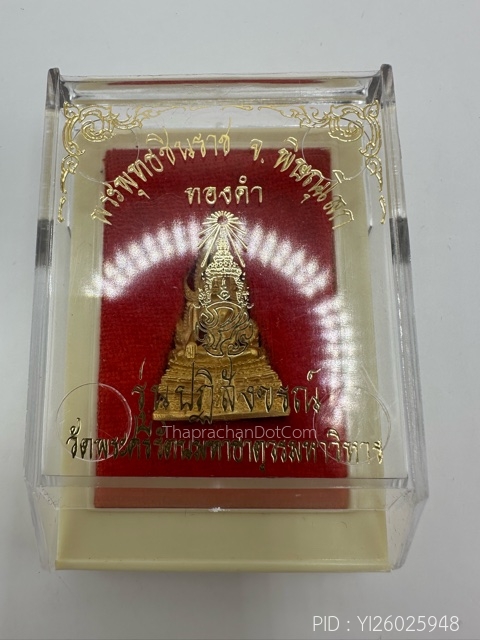 พระพุทธชินราช จ. พิษณุโลก
ทองคำ
รุ่นปฏิสังขรณ์
วัดพระศรีรัตนมหาธาตุวรมหาวิหาร
ThaprachanDotCom
PID : YI26025948